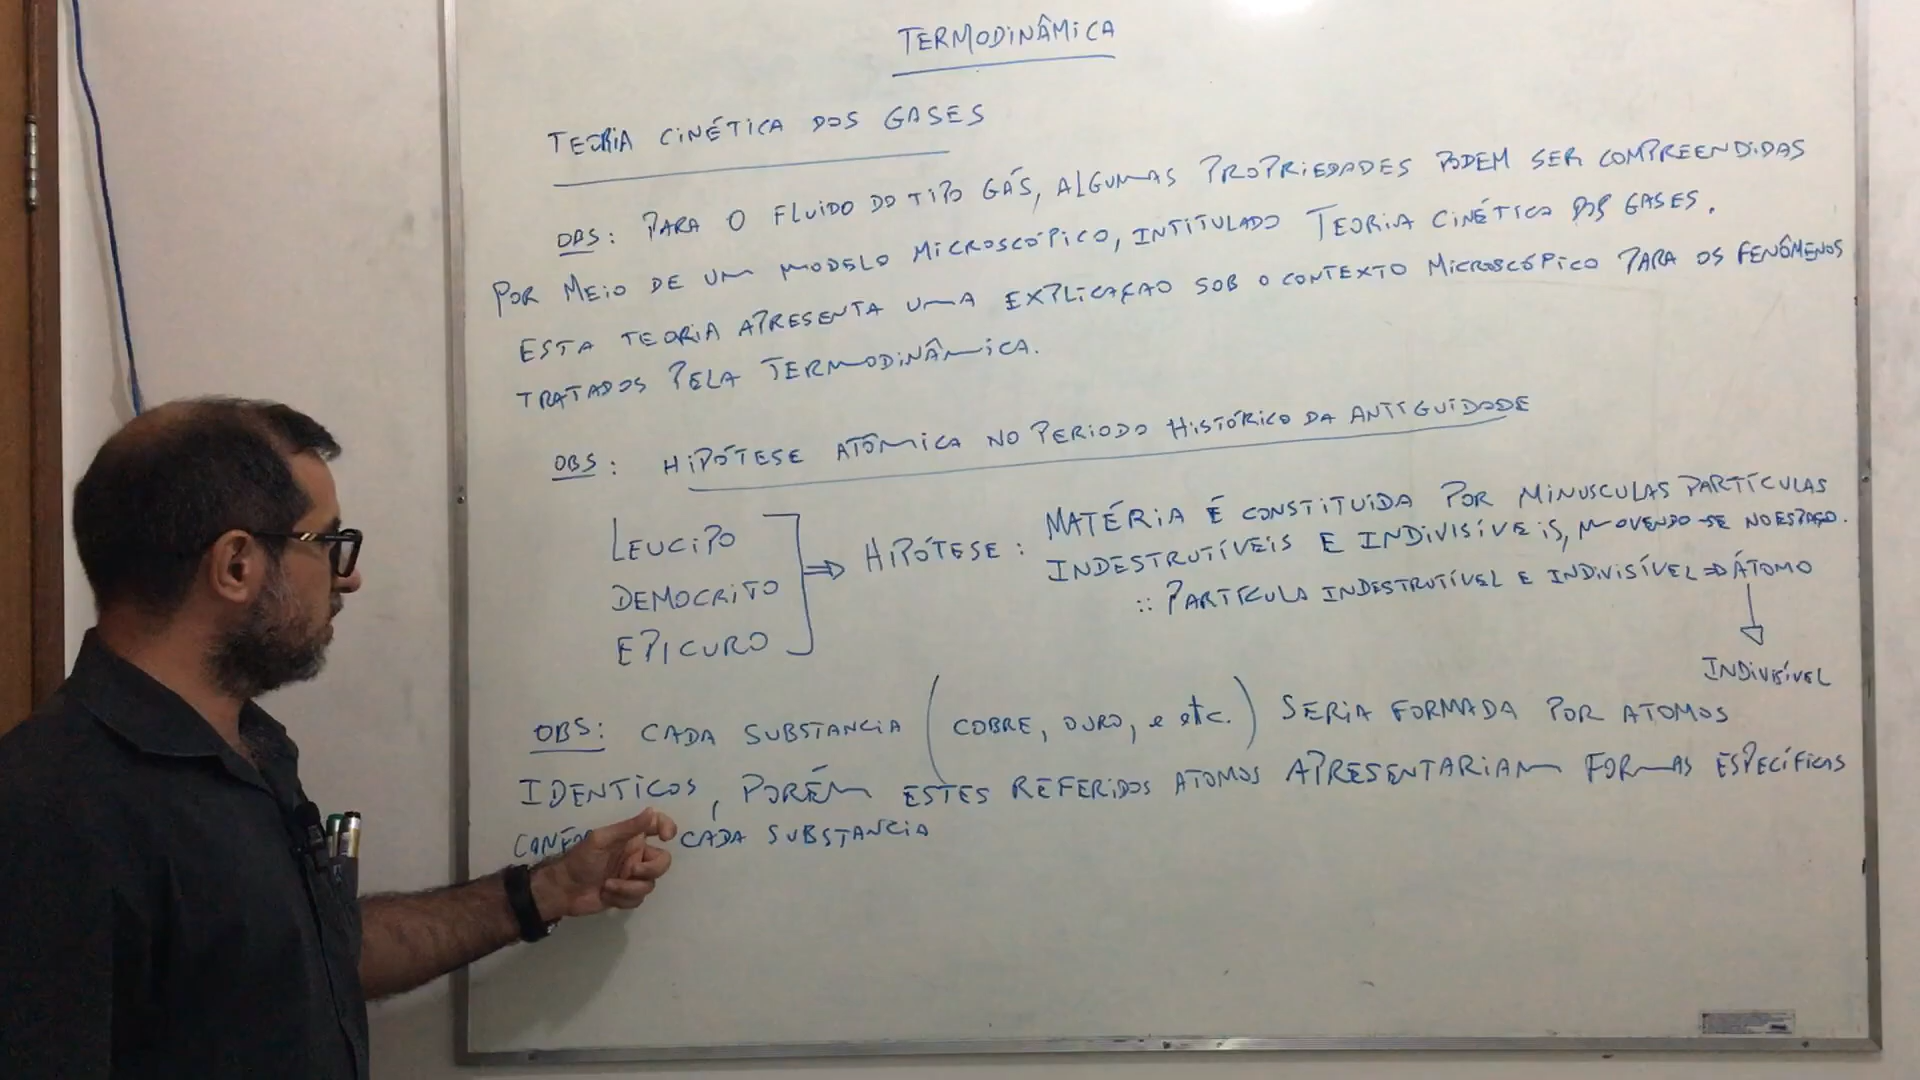 TERMODINÂMICA
TEORIA CINÉTICA DOS GASES
OBS: PARA O FLUIDO DO TIPO GÁS, ALGUMAS PROPRIEDADES PODEM SER COMPREENDIDAS
POR MEIO DE UM MODELO MICROSCÓPICO, INTITULADO TEORIA CINÉTICA DOS GASES.
ESTA TEORIA APRESENTA UMA EXPLICAÇAO SOB O CONTEXTO MICROSCÓPICO PARA OS FENÔMENOS
TRATADOS PELA TERMODINÂMICA.
OBS: HIPÓTESE ATÔMICA NO PERIODO HISTÓRICO DA ANTIGUIDADE
LEUCIPO
DEMOCRITO
EPICURO
⇒ HIPÓTESE: MATÉRIA É CONSTITUIDA POR MINUSCULAS PARTÍCULAS
INDESTRUTÍVEIS E INDIVISÍVEIS, MOVENDO-SE NO ESPAÇO.
:: PARTÍCULA INDESTRUTÍVEL E INDIVISÍVEL ⇒ ÁTOMO
INDIVISÍVEL
OBS: CADA SUBSTANCIA (COBRE, OURO, e etc.) SERIA FORMADA POR ATOMOS
IDENTICOS, PORÉM ESTES REFERIDOS ATOMOS APRESENTARIAM FORMAS ESPECÍFICAS
CADA SUBSTANCIA